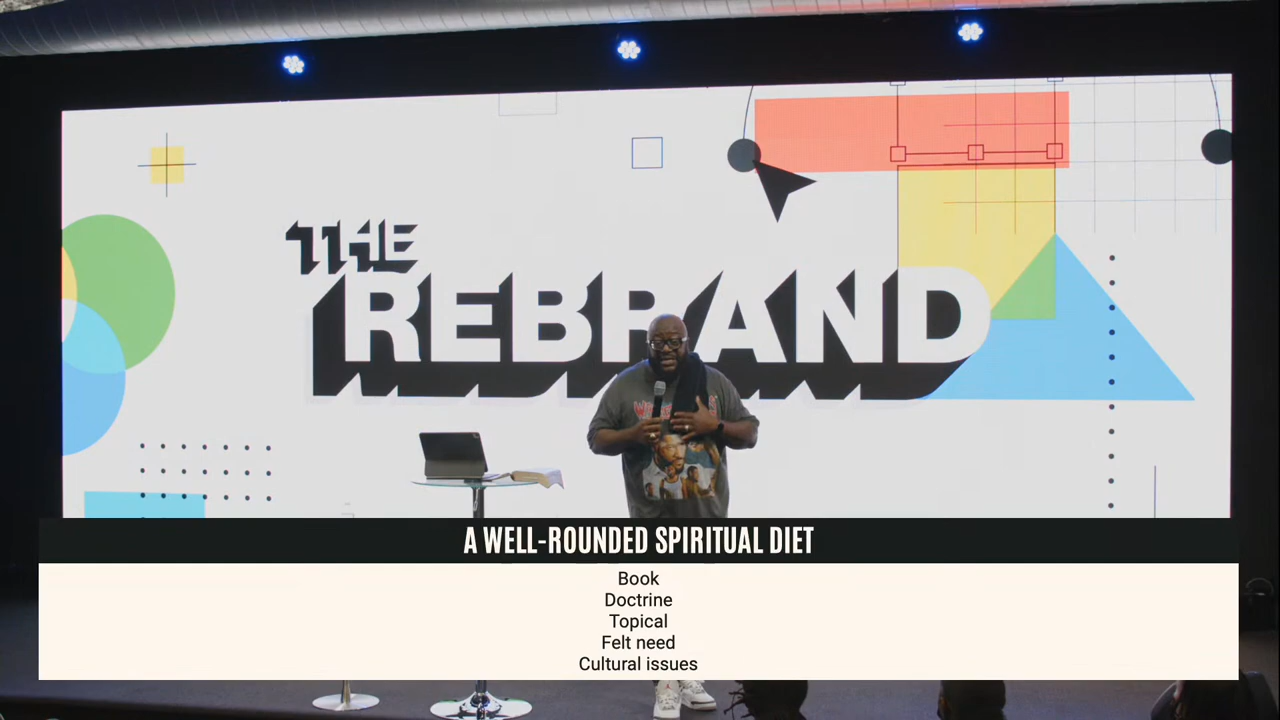 THE
REBRAND
A WELL-ROUNDED SPIRITUAL DIET
Book
Doctrine
Topical
Felt need
Cultural issues